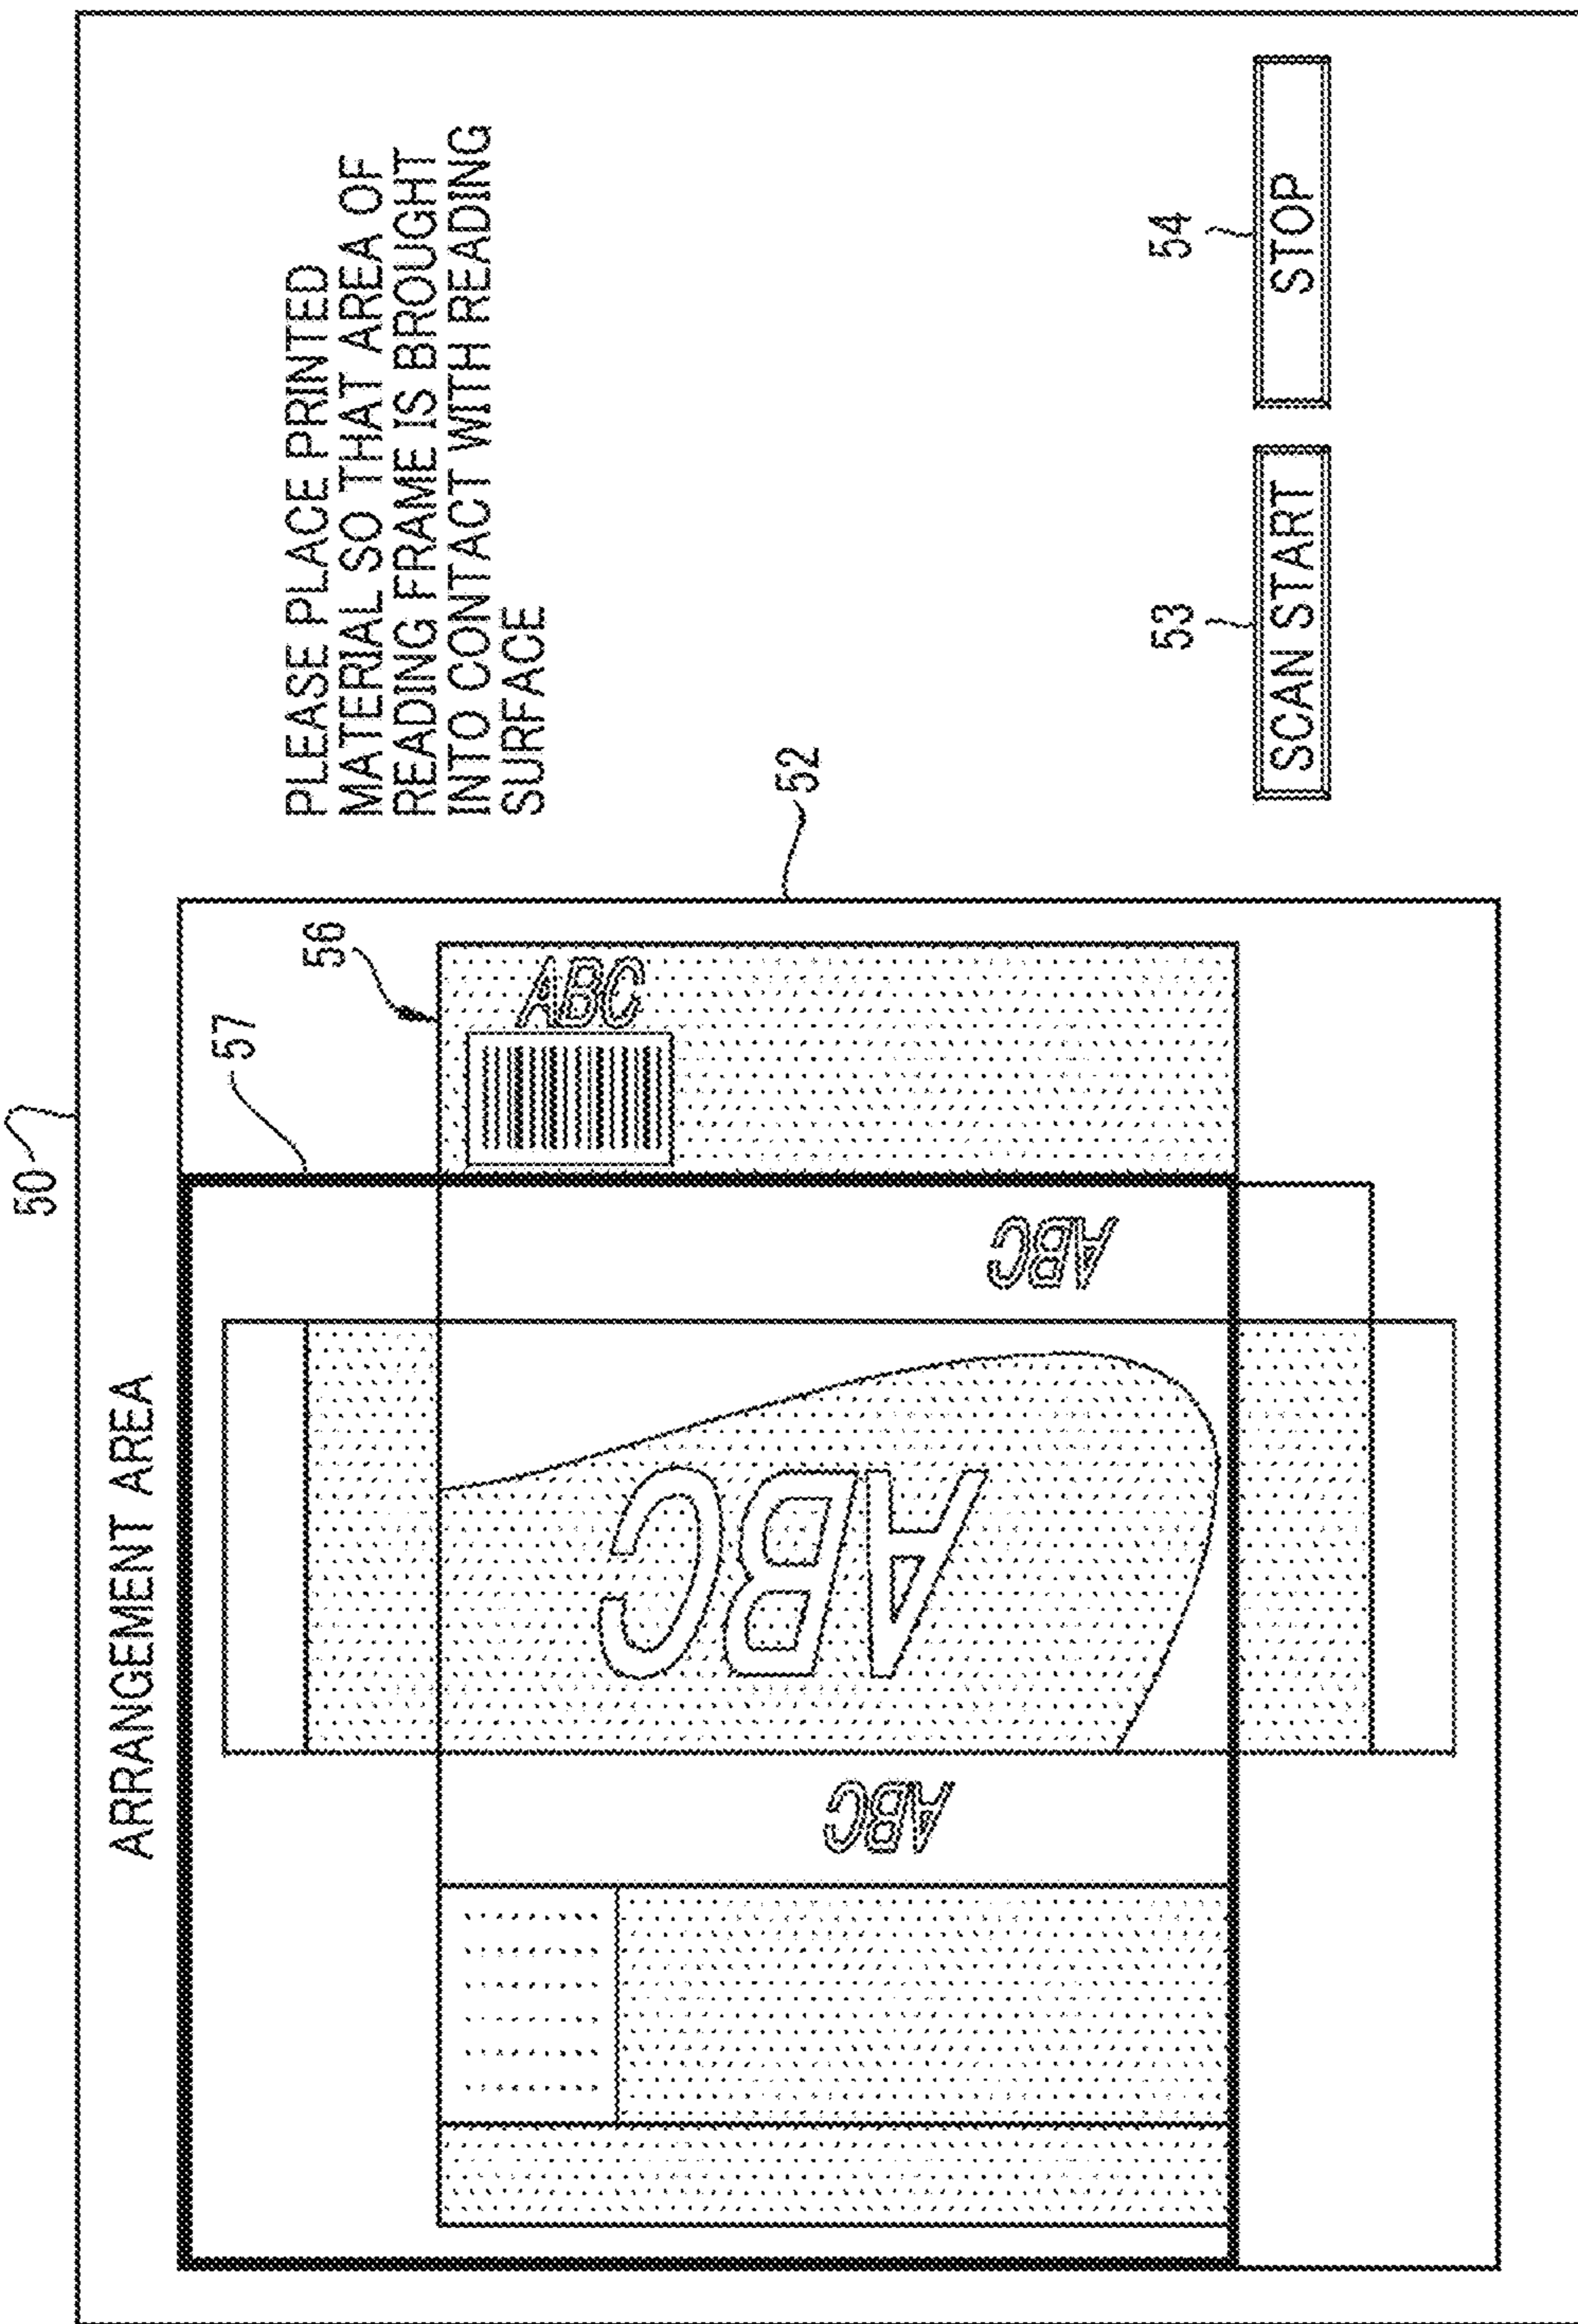 50
ARRANGEMENT AREA
57
56
PLEASE PLACE PRINTED
MATERIAL SO THAT AREA OF
READING FRAME IS BROUGHT
INTO CONTACT WITH READING
SURFACE
ABC
ABC
ABC
ABC
52
53
54
SCAN START
STOP